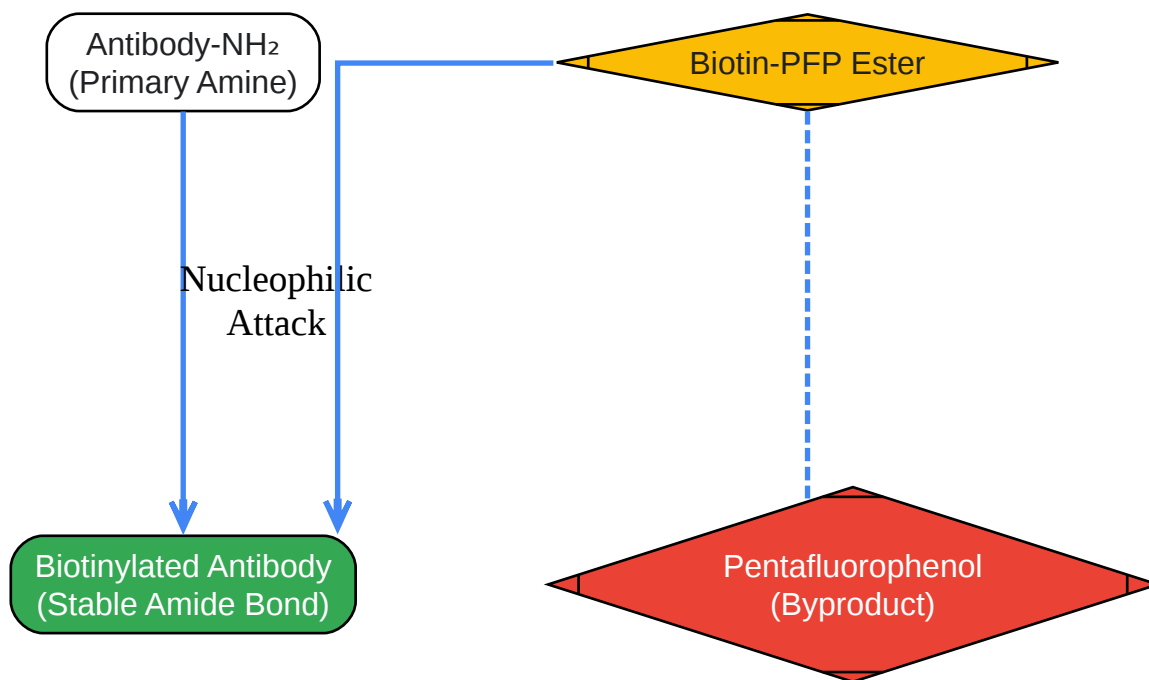 Antibody-NH₂
(Primary Amine)
Biotin-PFP Ester
Nucleophilic
Attack
Biotinylated Antibody
(Stable Amide Bond)
Pentafluorophenol
(Byproduct)